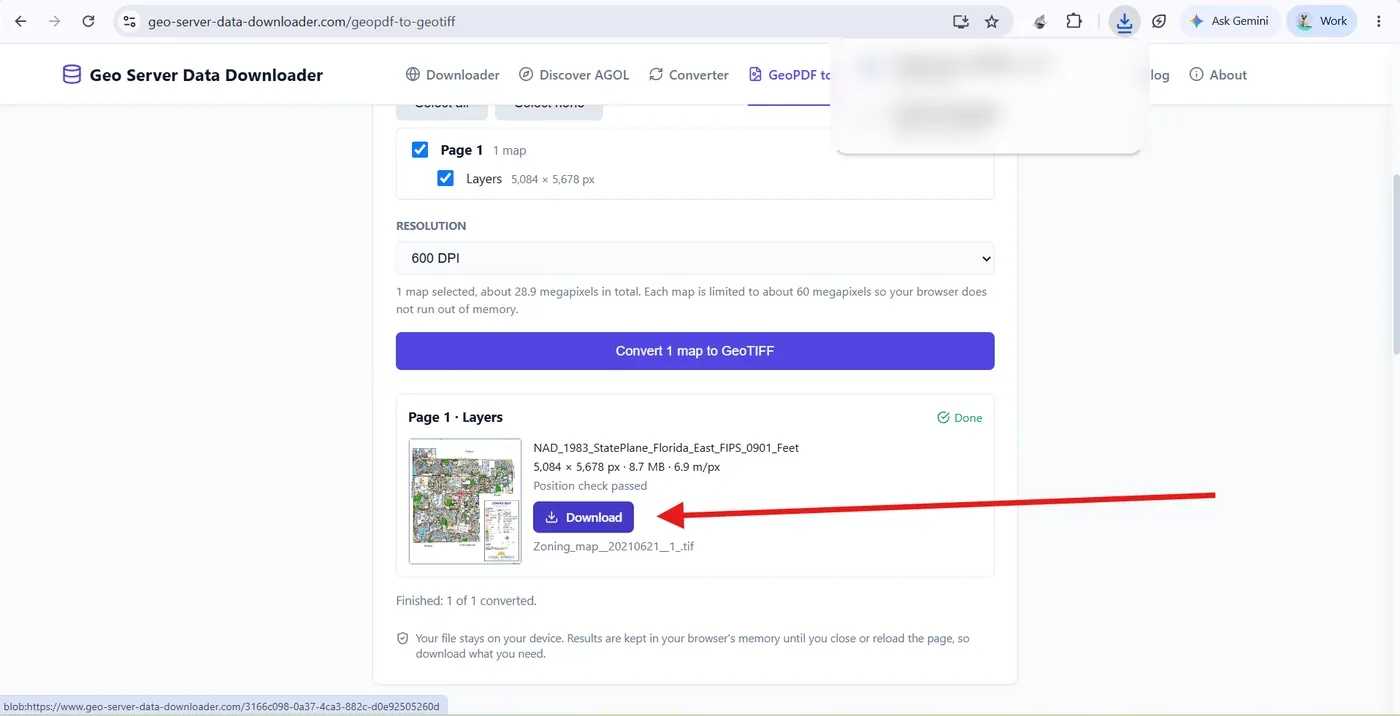 geo-server-data-downloader.com/geopdf-to-geotiff
Ask Gemini
Work
Geo Server Data Downloader
Downloader
Discover AGOL
Converter
GeoPDF to
log
About
Select all
Select none
Page 1 1 map
Layers 5,084 × 5,678 px
RESOLUTION
600 DPI
1 map selected, about 28.9 megapixels in total. Each map is limited to about 60 megapixels so your browser does
not run out of memory.
Convert 1 map to GeoTIFF
Page 1 · Layers
Done
NAD_1983_StatePlane_Florida_East_FIPS_0901_Feet
5,084 × 5,678 px · 8.7 MB · 6.9 m/px
Position check passed
Download
Zoning_map__20210621__1_.tif
Finished: 1 of 1 converted.
Your file stays on your device. Results are kept in your browser's memory until you close or reload the page, so
download what you need.
blob:https://www.geo-server-data-downloader.com/3166c098-0a37-4ca3-882c-d0e92505260d